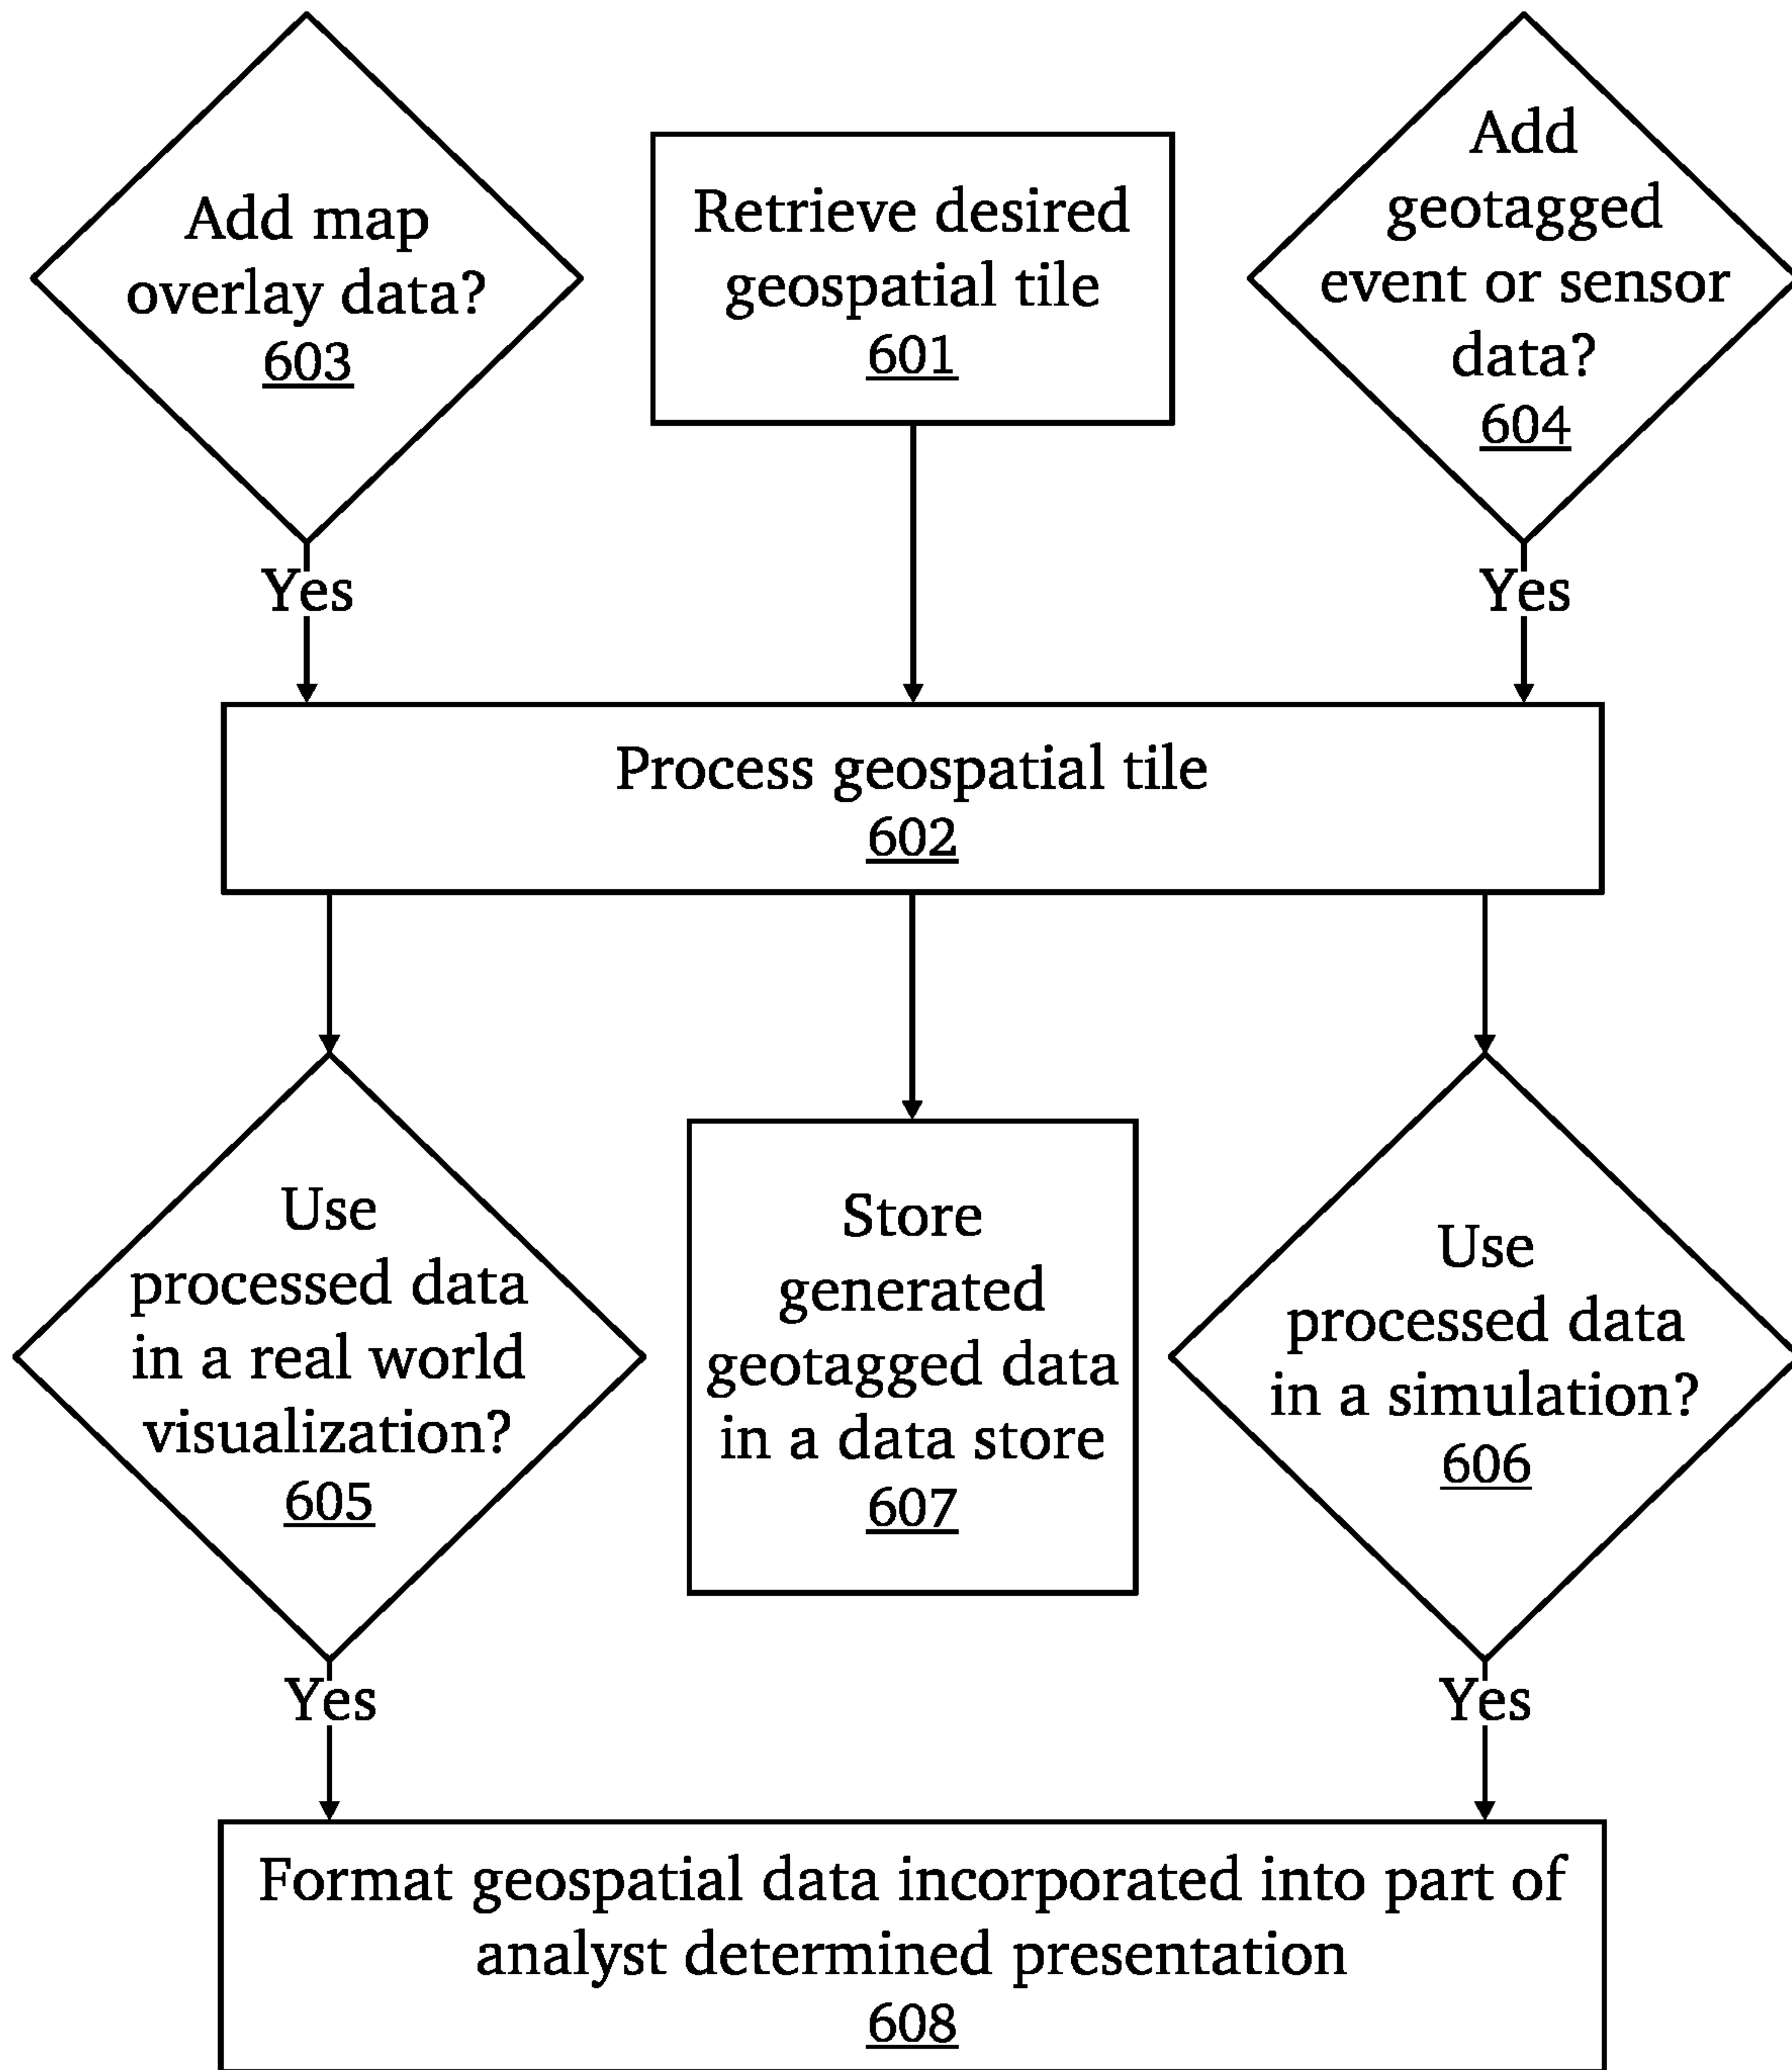 Add map
overlay data?
603
Retrieve desired
geospatial tile
601
Add
geotagged
event or sensor
data?
604
Yes
Yes
Process geospatial tile
602
Use
processed data
in a real world
visualization?
605
Store
generated
geotagged data
in a data store
607
Use
processed data
in a simulation?
606
Yes
Yes
Format geospatial data incorporated into part of
analyst determined presentation
608